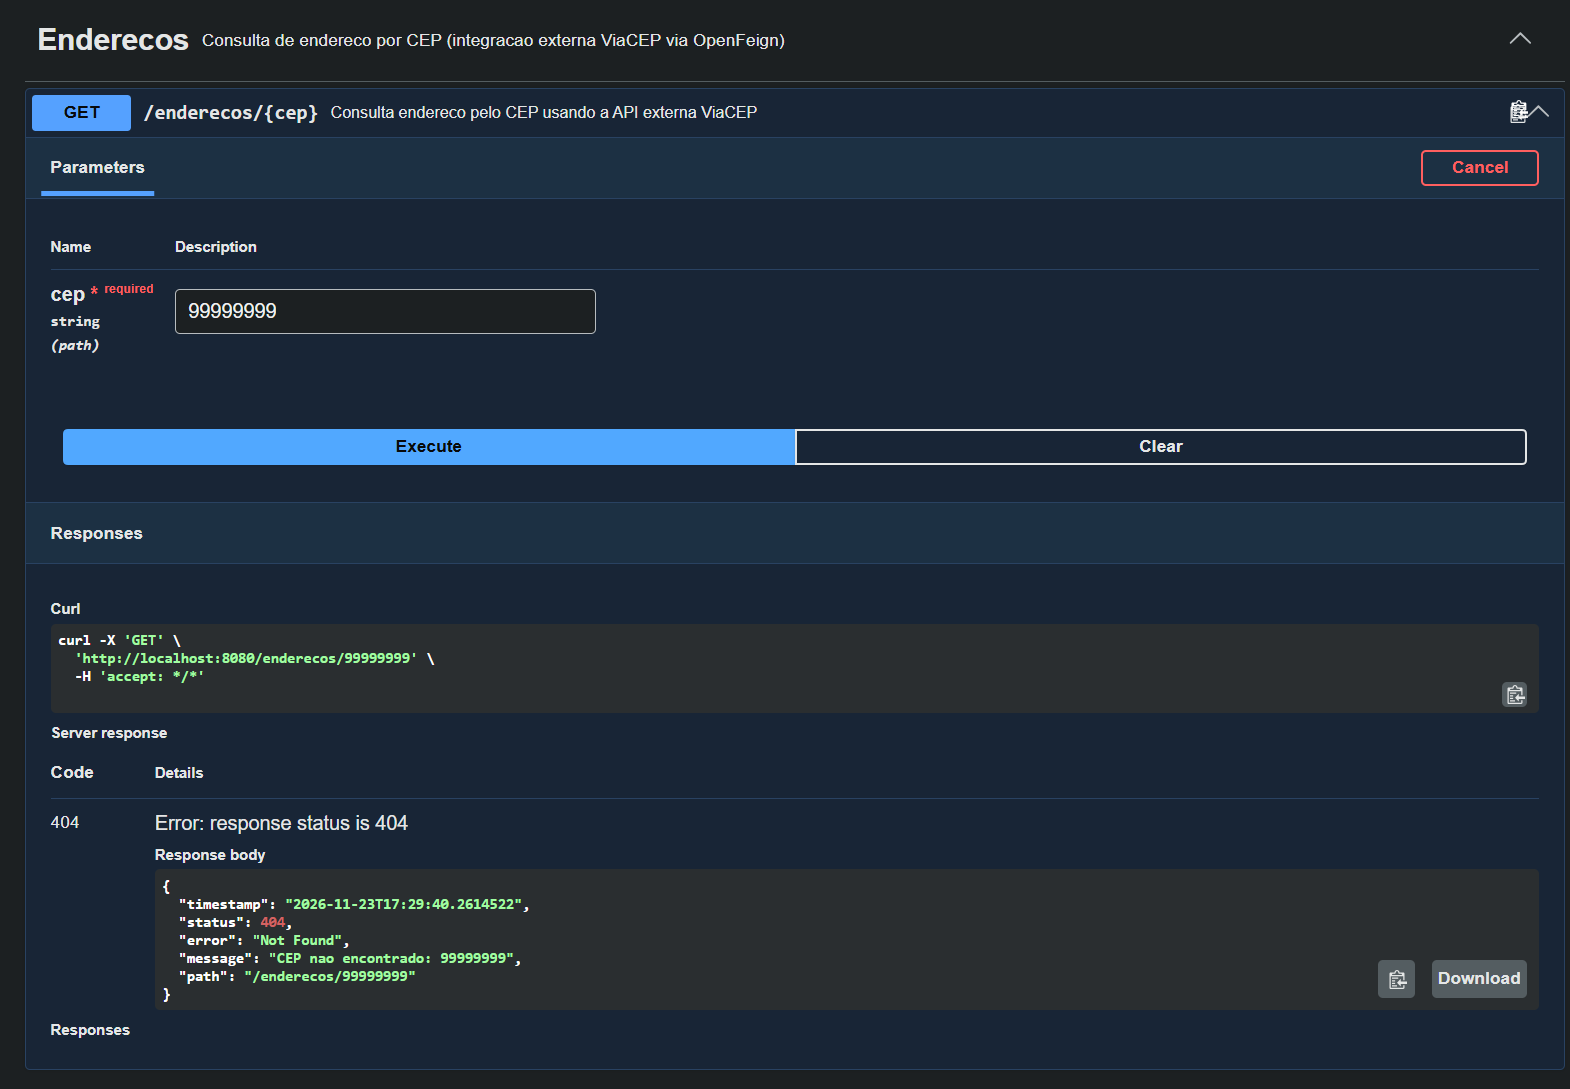 Enderecos Consulta de endereco por CEP (integracao externa ViaCEP via OpenFeign)
GET /enderecos/{cep} Consulta endereco pelo CEP usando a API externa ViaCEP
Parameters Cancel
Name Description
cep * required
string
(path)
99999999
Execute Clear
Responses
Curl
curl -X 'GET' \
  'http://localhost:8080/enderecos/99999999' \
  -H 'accept: */*'
Server response
Code Details
404 Error: response status is 404
Response body
{
  "timestamp": "2026-11-23T17:29:40.2614522",
  "status": 404,
  "error": "Not Found",
  "message": "CEP nao encontrado: 99999999",
  "path": "/enderecos/99999999"
}
Download
Responses